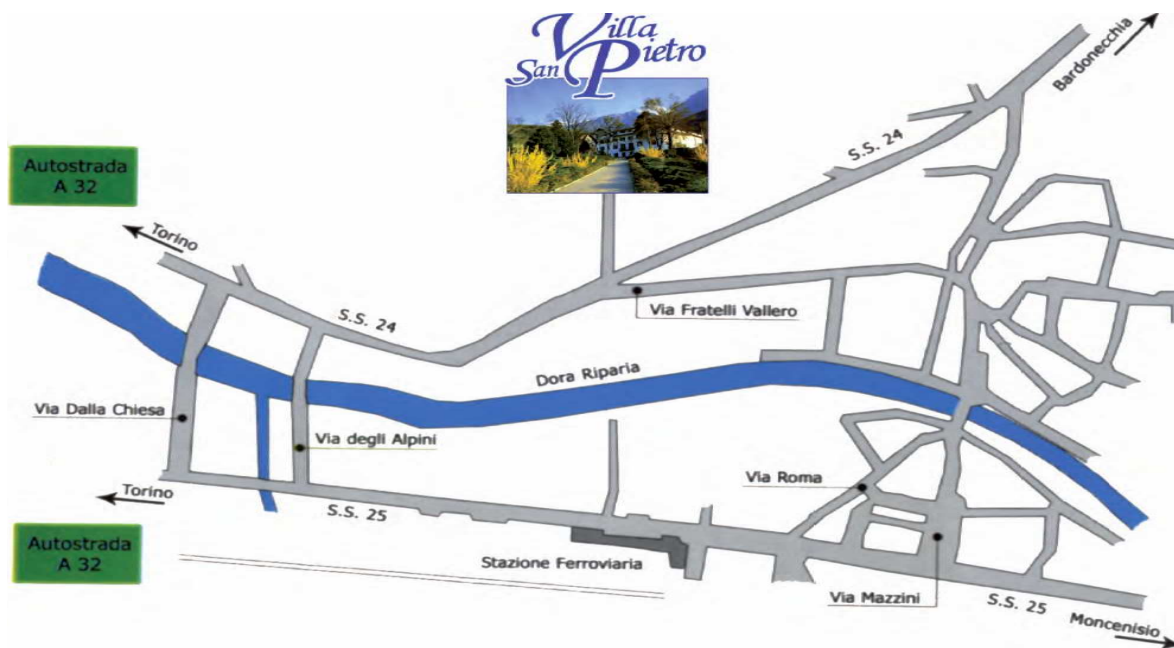 Villa
San Pietro
Bardonecchia
S.S. 24
Autostrada
A 32
Torino
S.S. 24
Via Fratelli Vallero
Dora Riparia
Via Dalla Chiesa
Via degli Alpini
Via Roma
Torino
S.S. 25
Autostrada
A 32
Stazione Ferroviaria
Via Mazzini
S.S. 25
Moncenisio